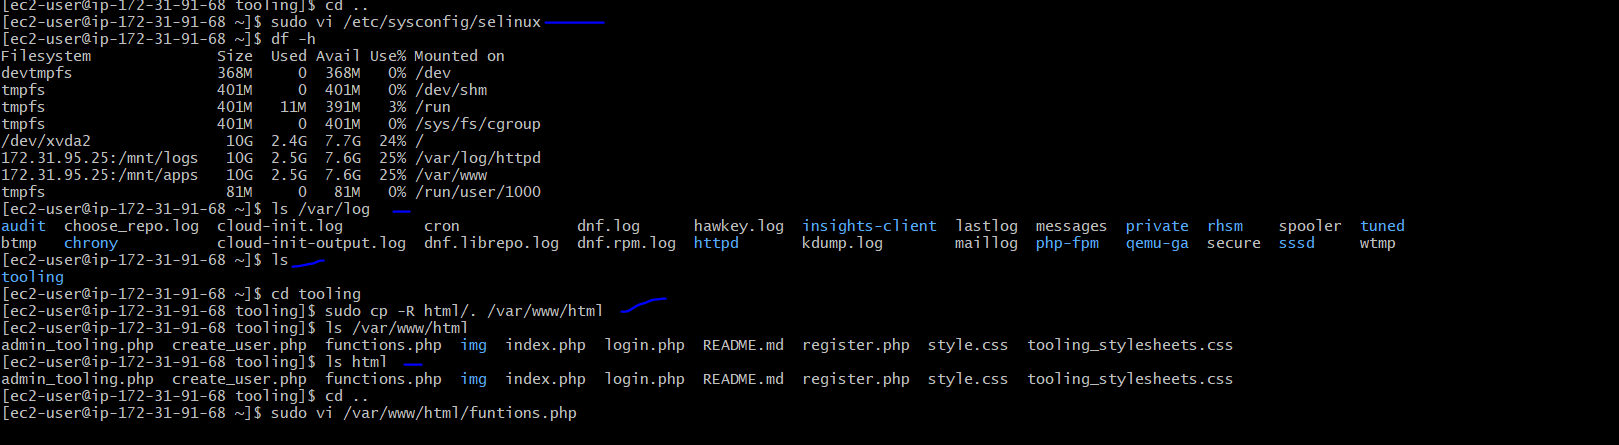 [ec2-user@ip-172-31-91-68 tooling]$ cd ..
[ec2-user@ip-172-31-91-68 ~]$ sudo vi /etc/sysconfig/selinux
[ec2-user@ip-172-31-91-68 ~]$ df -h
Filesystem Size Used Avail Use% Mounted on
devtmpfs 368M 0 368M 0% /dev
tmpfs 401M 0 401M 0% /dev/shm
tmpfs 401M 11M 391M 3% /run
tmpfs 401M 0 401M 0% /sys/fs/cgroup
/dev/xvda2 10G 2.4G 7.7G 24% /
172.31.95.25:/mnt/logs 10G 2.5G 7.6G 25% /var/log/httpd
172.31.95.25:/mnt/apps 10G 2.5G 7.6G 25% /var/www
tmpfs 81M 0 81M 0% /run/user/1000
[ec2-user@ip-172-31-91-68 ~]$ ls /var/log
audit choose_repo.log cloud-init.log cron dnf.log hawkey.log insights-client lastlog messages private rhsm spooler tuned
btmp chrony cloud-init-output.log dnf.librepo.log dnf.rpm.log httpd kdump.log maillog php-fpm qemu-ga secure sssd wtmp
[ec2-user@ip-172-31-91-68 ~]$ ls
tooling
[ec2-user@ip-172-31-91-68 ~]$ cd tooling
[ec2-user@ip-172-31-91-68 tooling]$ sudo cp -R html/. /var/www/html
[ec2-user@ip-172-31-91-68 tooling]$ ls /var/www/html
admin_tooling.php create_user.php functions.php img index.php login.php README.md register.php style.css tooling_stylesheets.css
[ec2-user@ip-172-31-91-68 tooling]$ ls html
admin_tooling.php create_user.php functions.php img index.php login.php README.md register.php style.css tooling_stylesheets.css
[ec2-user@ip-172-31-91-68 tooling]$ cd ..
[ec2-user@ip-172-31-91-68 ~]$ sudo vi /var/www/html/funtions.php